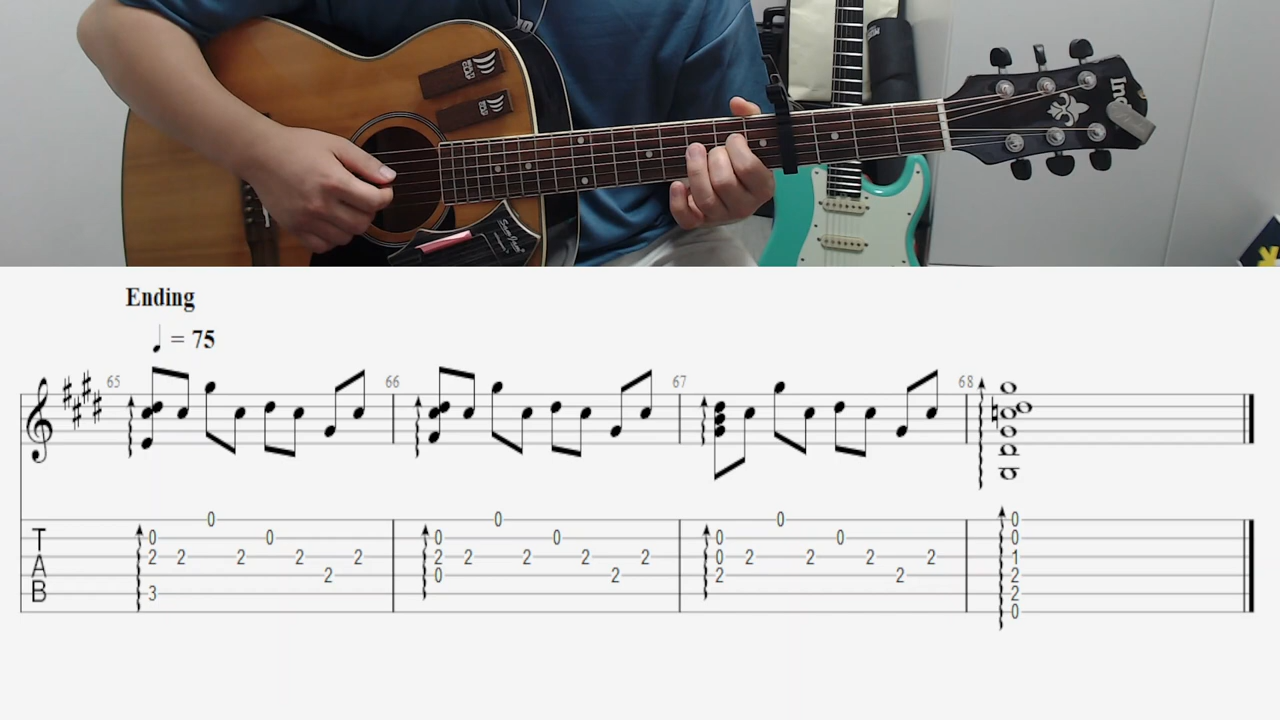 Ending
= 75
65 66 67 68
0 0 0 0
0 0 0 0 0 0 0
2 2 2 2 2 2 2 2 2 2 0 2 2 2 2 1
T
2 0 2 2 2 2
A
3 2
B
0